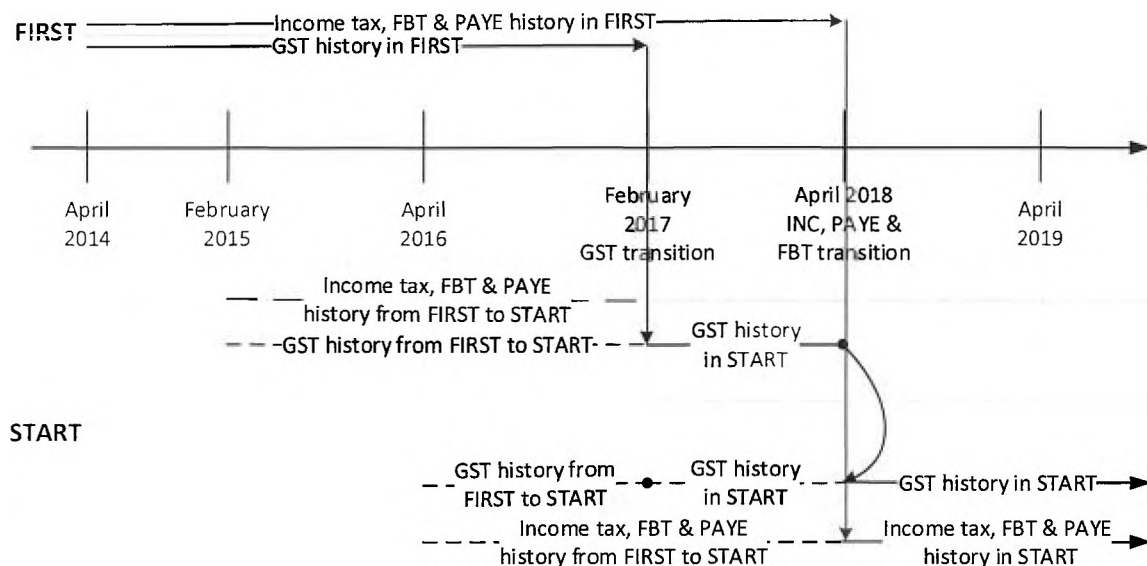 Income tax, FBT & PAYE history in FIRST
FIRST
GST history in FIRST
April
2014
February
2015
April
2016
February
2017
GST transition
April 2018
INC, PAYE &
FBT transition
April
2019
Income tax, FBT & PAYE
history from FIRST to START
GST history from FIRST to START
GST history
in START
START
GST history from
FIRST to START
GST history
in START
GST history in START
Income tax, FBT & PAYE
history from FIRST to START
Income tax, FBT & PAYE
history in START